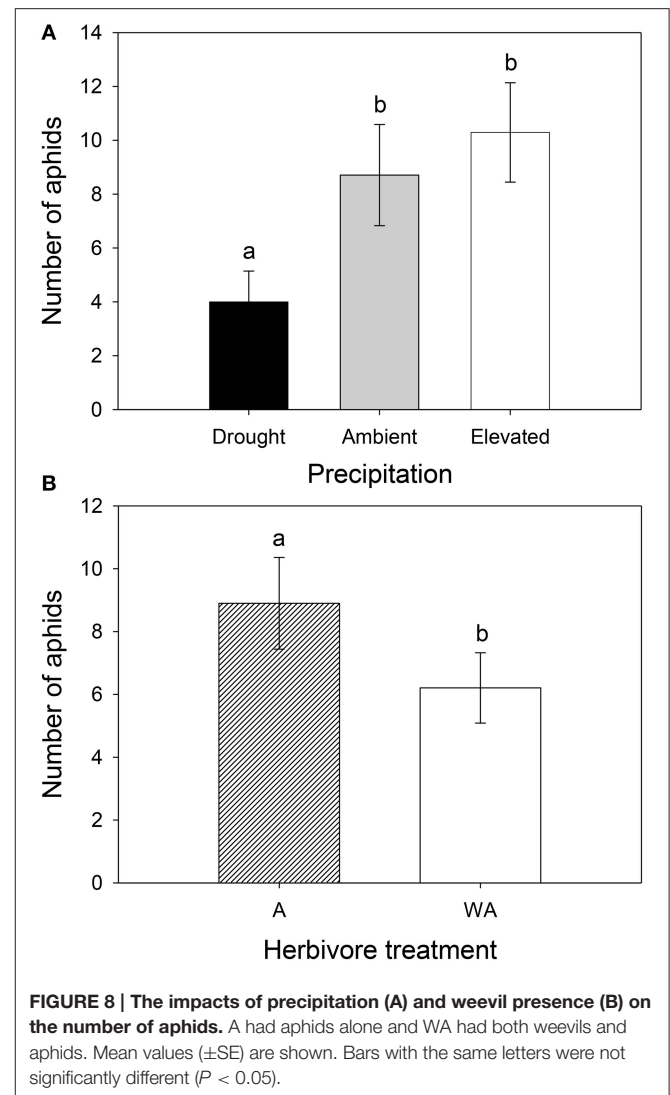 A
14
12
10
8
6
4
2
0
Number of aphids
a
b
b
Drought Ambient Elevated
Precipitation
B
12
10
8
6
4
2
0
Number of aphids
a
b
A WA
Herbivore treatment
FIGURE 8 | The impacts of precipitation (A) and weevil presence (B) on
the number of aphids. A had aphids alone and WA had both weevils and
aphids. Mean values (±SE) are shown. Bars with the same letters were not
significantly different (P < 0.05).